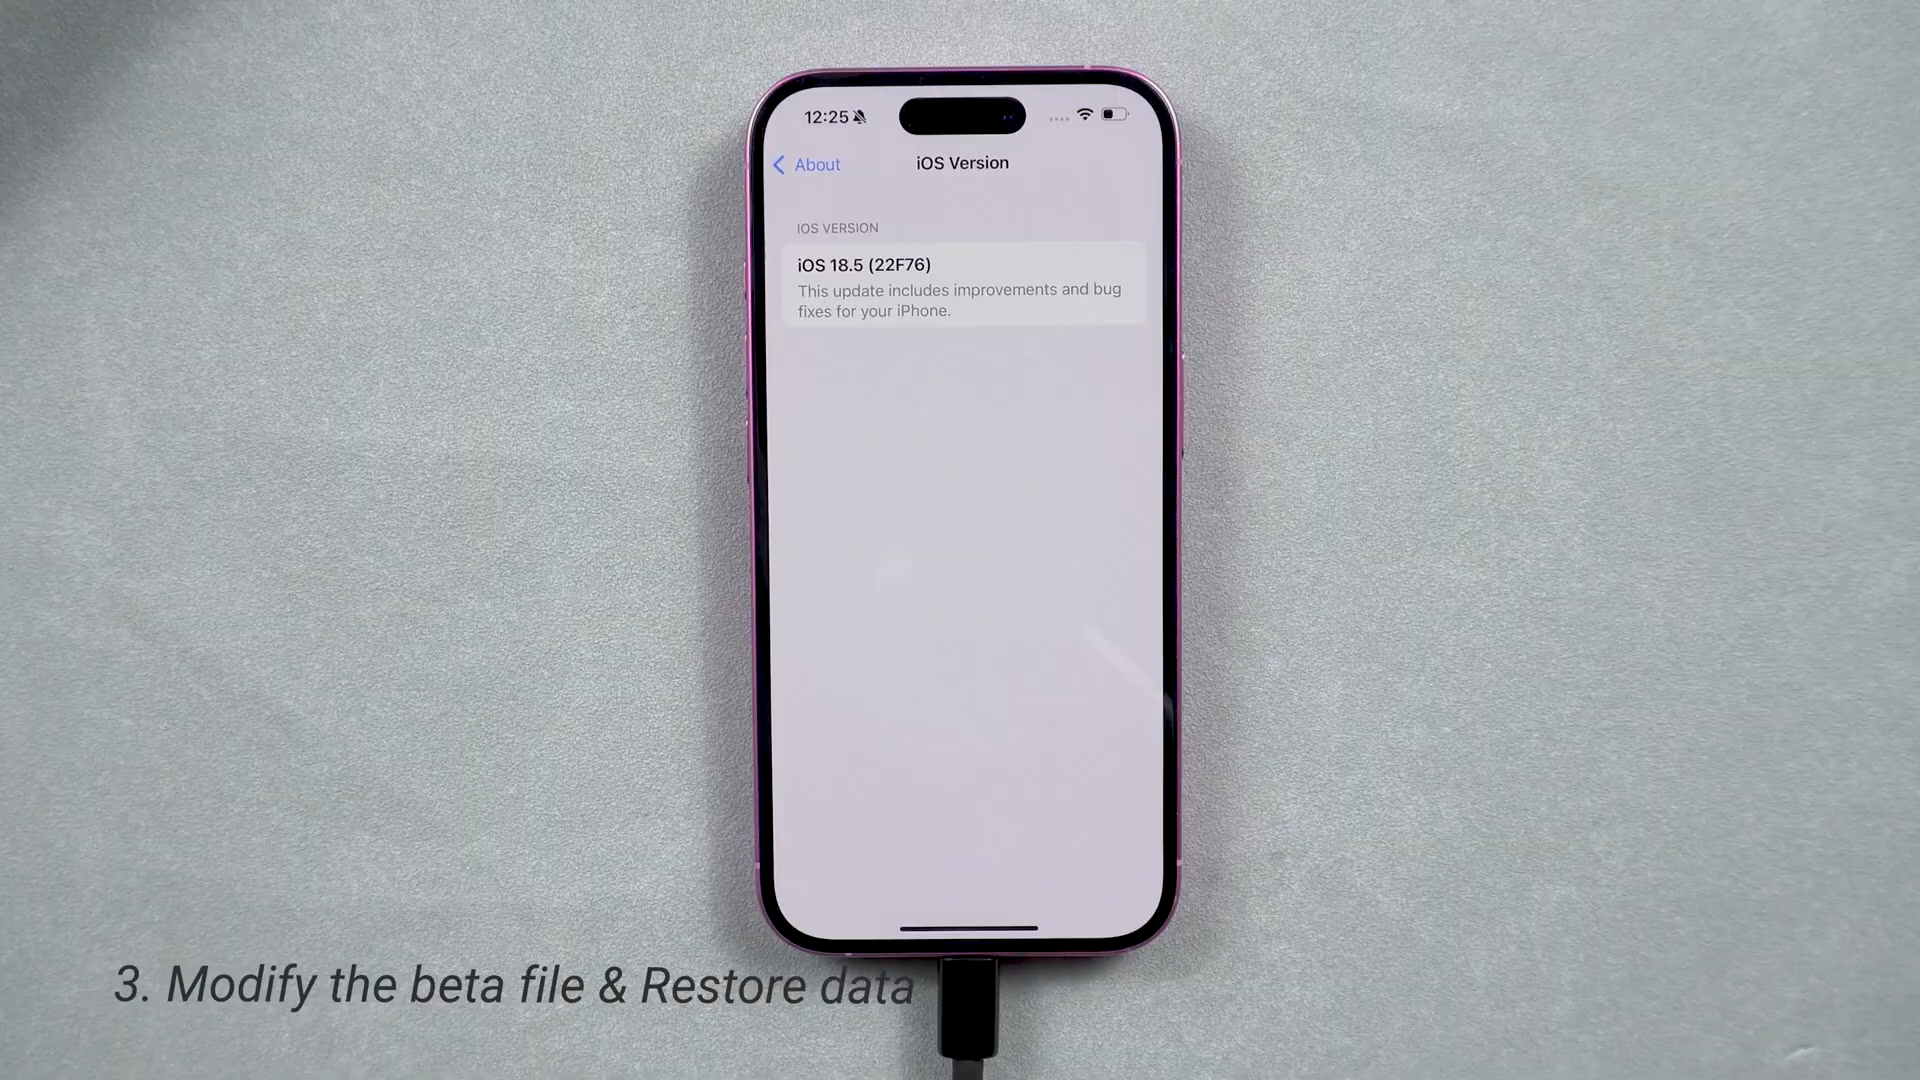 12:25
About
iOS Version
IOS VERSION
iOS 18.5 (22F76)
This update includes improvements and bug
fixes for your iPhone.
3. Modify the beta file & Restore data